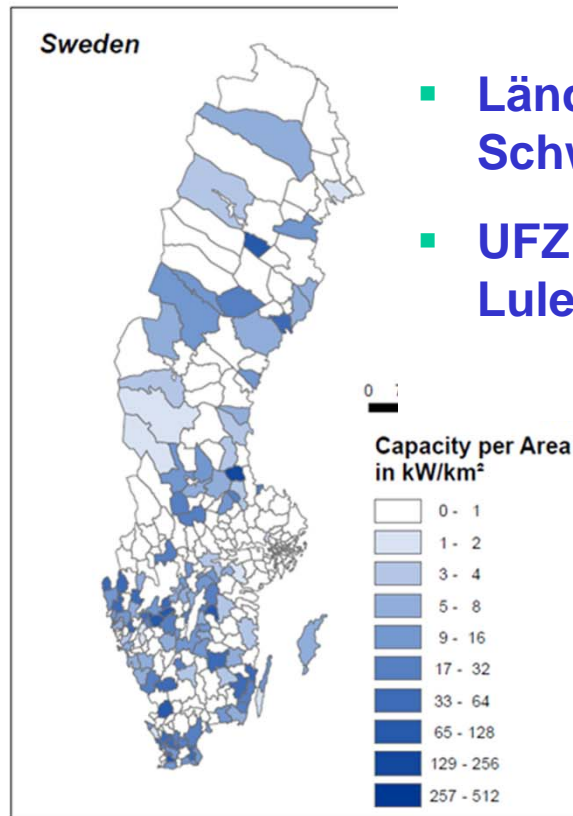 Sweden
Länd
Schw
UFZ
Lule
0
Capacity per Area
in kW/km²
0 - 1
1 - 2
3 - 4
5 - 8
9 - 16
17 - 32
33 - 64
65 - 128
129 - 256
257 - 512